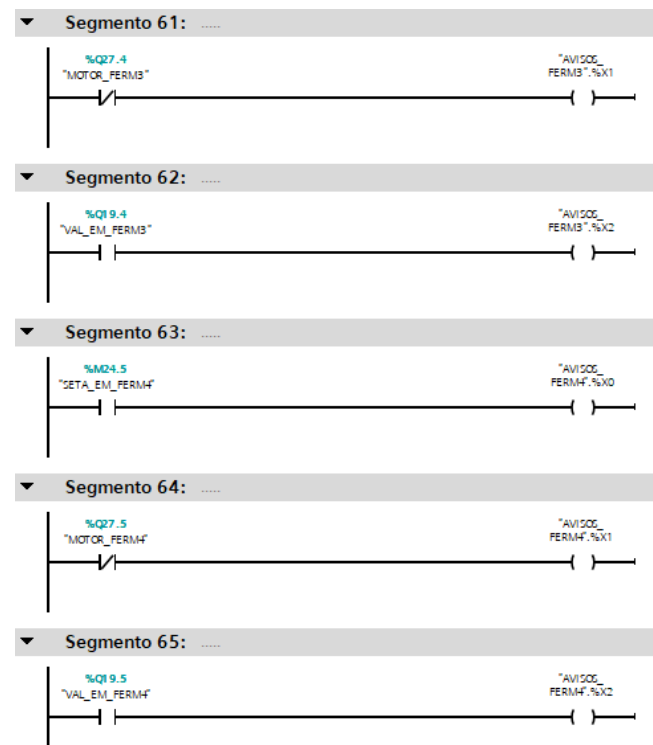 Segmento 61: .....
%Q27.4
"MOTOR_FERM3"
"AVISOS_
FERM3".%X1
Segmento 62: .....
%Q19.4
"VAL_EM_FERM3"
"AVISOS_
FERM3".%X2
Segmento 63: .....
%M24.5
"SETA_EM_FERM4"
"AVISOS_
FERM4".%X0
Segmento 64: .....
%Q27.5
"MOTOR_FERM4"
"AVISOS_
FERM4".%X1
Segmento 65: .....
%Q19.5
"VAL_EM_FERM4"
"AVISOS_
FERM4".%X2